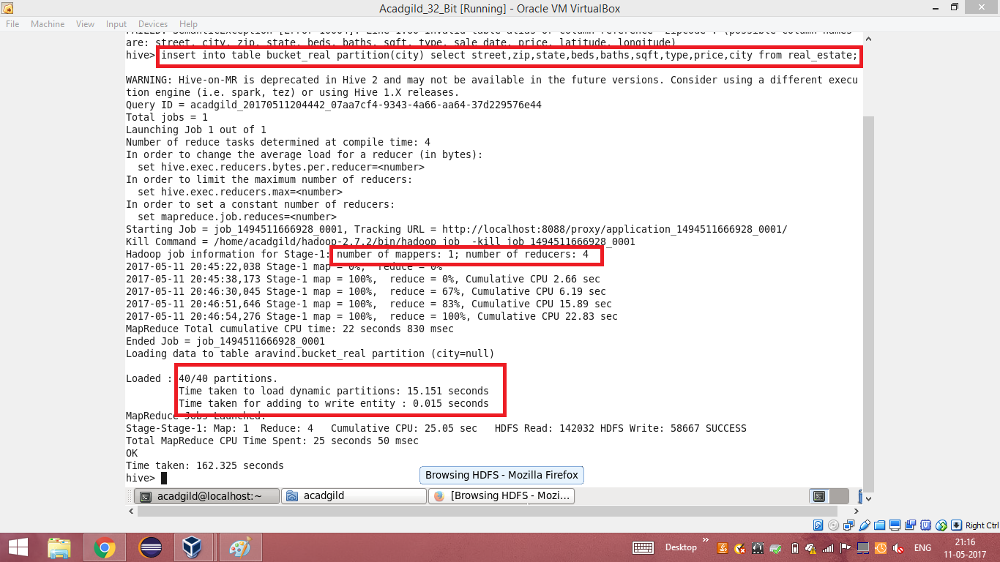 Acadgild_32_Bit [Running] - Oracle VM VirtualBox
File Machine View Input Devices Help
FAILED: SemanticException [Error 10004]: Line 1:60 Invalid table alias or column reference 'zipcode': (possible column names
are: street, city, zip, state, beds, baths, sqft, type, sale_date, price, latitude, longitude)
hive> insert into table bucket_real partition(city) select street,zip,state,beds,baths,sqft,type,price,city from real_estate;
WARNING: Hive-on-MR is deprecated in Hive 2 and may not be available in the future versions. Consider using a different execu
tion engine (i.e. spark, tez) or using Hive 1.X releases.
Query ID = acadgild_20170511204442_07aa7cf4-9343-4a66-aa64-37d229576e44
Total jobs = 1
Launching Job 1 out of 1
Number of reduce tasks determined at compile time: 4
In order to change the average load for a reducer (in bytes):
set hive.exec.reducers.bytes.per.reducer=<number>
In order to limit the maximum number of reducers:
set hive.exec.reducers.max=<number>
In order to set a constant number of reducers:
set mapreduce.job.reduces=<number>
Starting Job = job_1494511666928_0001, Tracking URL = http://localhost:8088/proxy/application_1494511666928_0001/
Kill Command = /home/acadgild/hadoop-2.7.2/bin/hadoop job  -kill job_1494511666928_0001
Hadoop job information for Stage-1: number of mappers: 1; number of reducers: 4
2017-05-11 20:45:22,038 Stage-1 map = 0%,  reduce = 0%
2017-05-11 20:45:38,173 Stage-1 map = 100%,  reduce = 0%, Cumulative CPU 2.66 sec
2017-05-11 20:46:30,045 Stage-1 map = 100%,  reduce = 67%, Cumulative CPU 6.19 sec
2017-05-11 20:46:51,646 Stage-1 map = 100%,  reduce = 83%, Cumulative CPU 15.89 sec
2017-05-11 20:46:54,276 Stage-1 map = 100%,  reduce = 100%, Cumulative CPU 22.83 sec
MapReduce Total cumulative CPU time: 22 seconds 830 msec
Ended Job = job_1494511666928_0001
Loading data to table aravind.bucket_real partition (city=null)
Loaded : 40/40 partitions.
Time taken to load dynamic partitions: 15.151 seconds
Time taken for adding to write entity : 0.015 seconds
MapReduce Jobs Launched:
Stage-Stage-1: Map: 1  Reduce: 4   Cumulative CPU: 25.05 sec   HDFS Read: 142032 HDFS Write: 58667 SUCCESS
Total MapReduce CPU Time Spent: 25 seconds 50 msec
OK
Time taken: 162.325 seconds
hive>
Browsing HDFS - Mozilla Firefox
acadgild@localhost:~ acadgild [Browsing HDFS - Mozi...
Right Ctrl
Desktop » ENG 21:16
11-05-2017